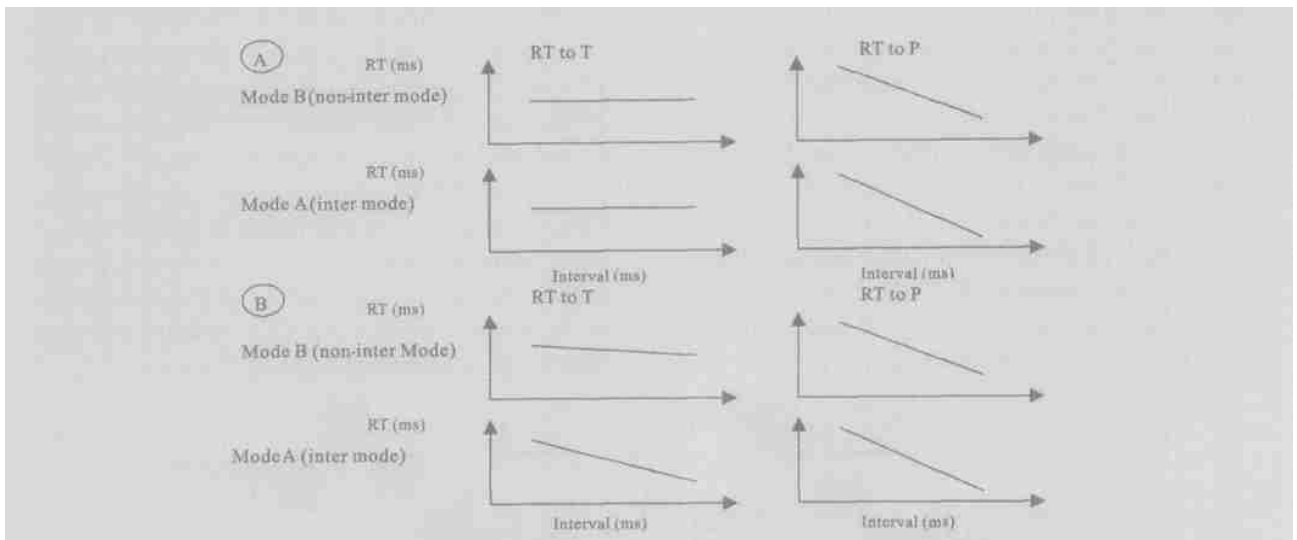 A
RT (ms) RT to T RT to P
Mode B (non-inter mode)
RT (ms)
Mode A (inter mode)
Interval (ms) Interval (ms)
B RT (ms) RT to T RT to P
Mode B (non-inter Mode)
RT (ms)
Mode A (inter mode)
Interval (ms) Interval (ms)